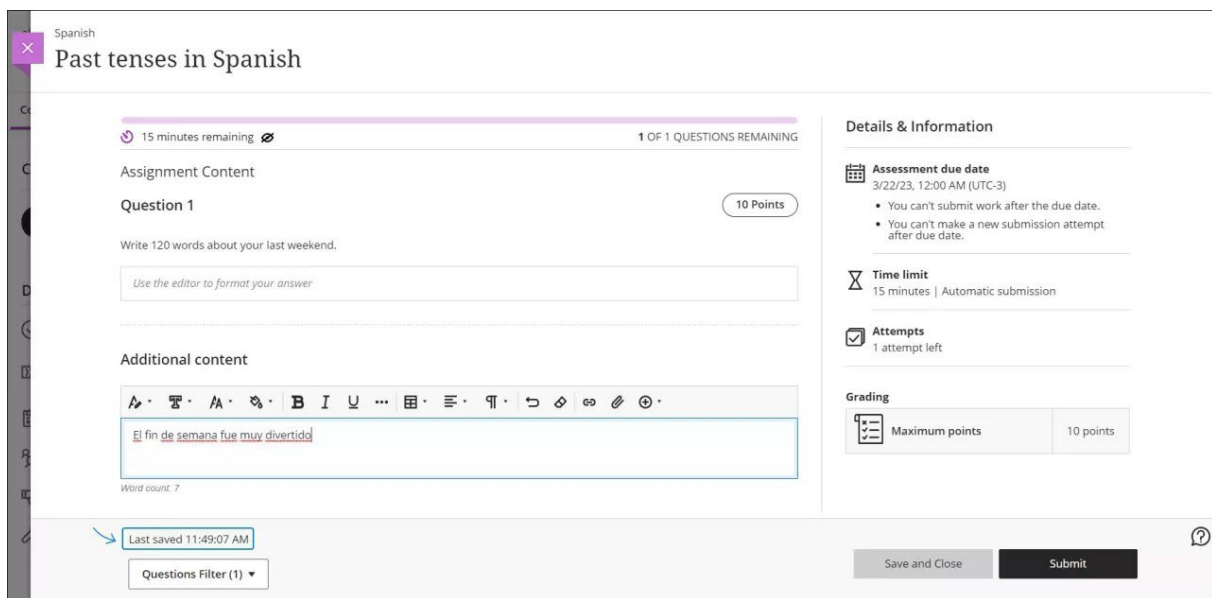 Spanish
Past tenses in Spanish
15 minutes remaining
1 OF 1 QUESTIONS REMAINING
Assignment Content
Question 1
10 Points
Write 120 words about your last weekend.
Use the editor to format your answer
Additional content
El fin de semana fue muy divertido
Word count: 7
Last saved 11:49:07 AM
Questions Filter (1)
Details & Information
Assessment due date
3/22/23, 12:00 AM (UTC-3)
• You can't submit work after the due date.
• You can't make a new submission attempt
after due date.
Time limit
15 minutes | Automatic submission
Attempts
1 attempt left
Grading
Maximum points
10 points
Save and Close
Submit